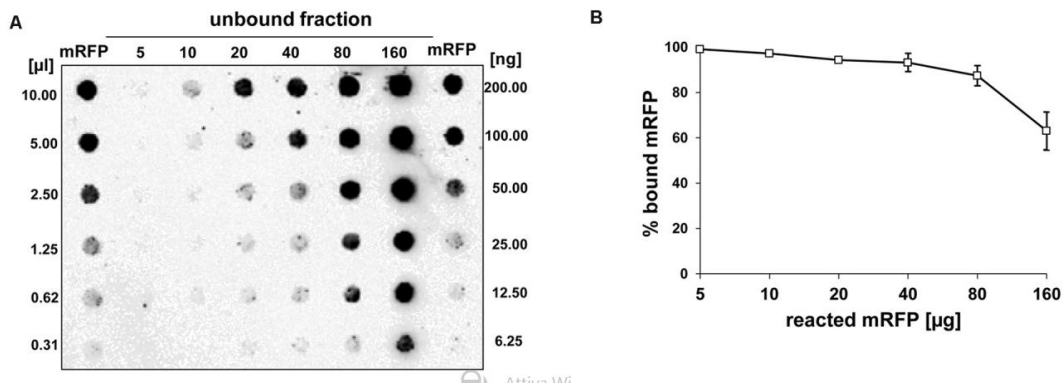 A
unbound fraction
mRFP 5 10 20 40 80 160 mRFP
[µl] [ng]
10.00 200.00
5.00 100.00
2.50 50.00
1.25 25.00
0.62 12.50
0.31 6.25
B
% bound mRFP
100
80
60
40
20
0
5 10 20 40 80 160
reacted mRFP [µg]
Attiva Wi